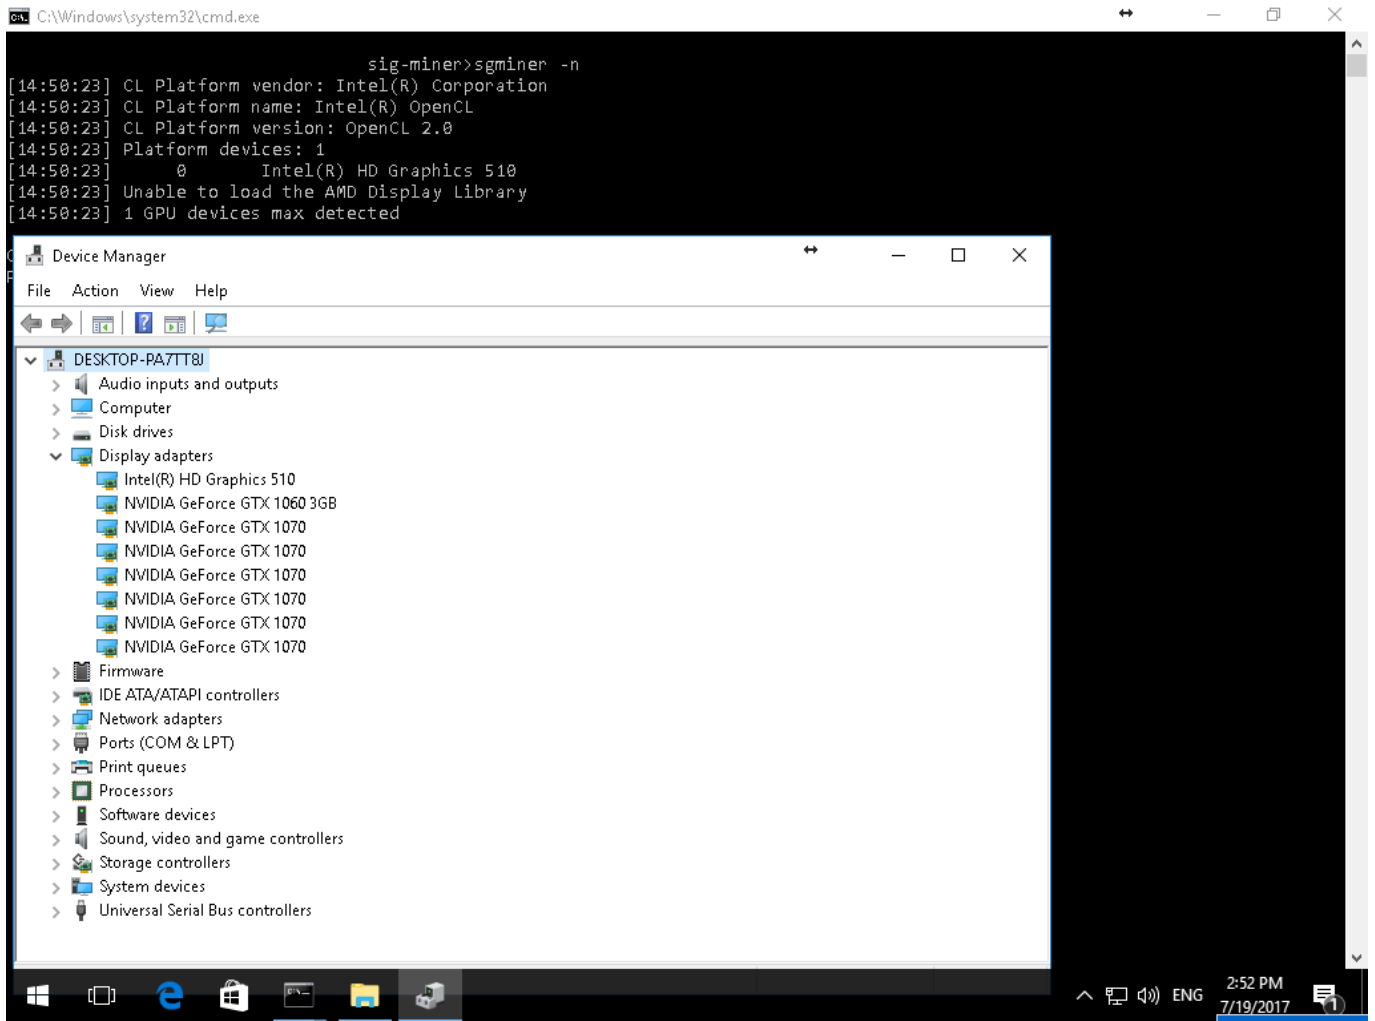 C:\Windows\system32\cmd.exe
sig-miner>sgminer -n
[14:50:23] CL Platform vendor: Intel(R) Corporation
[14:50:23] CL Platform name: Intel(R) OpenCL
[14:50:23] CL Platform version: OpenCL 2.0
[14:50:23] Platform devices: 1
[14:50:23] 0 Intel(R) HD Graphics 510
[14:50:23] Unable to load the AMD Display Library
[14:50:23] 1 GPU devices max detected
Device Manager
File Action View Help
DESKTOP-PA7TT8J
Audio inputs and outputs
Computer
Disk drives
Display adapters
Intel(R) HD Graphics 510
NVIDIA GeForce GTX 1060 3GB
NVIDIA GeForce GTX 1070
NVIDIA GeForce GTX 1070
NVIDIA GeForce GTX 1070
NVIDIA GeForce GTX 1070
NVIDIA GeForce GTX 1070
NVIDIA GeForce GTX 1070
Firmware
IDE ATA/ATAPI controllers
Network adapters
Ports (COM & LPT)
Print queues
Processors
Software devices
Sound, video and game controllers
Storage controllers
System devices
Universal Serial Bus controllers
ENG
2:52 PM
7/19/2017
1